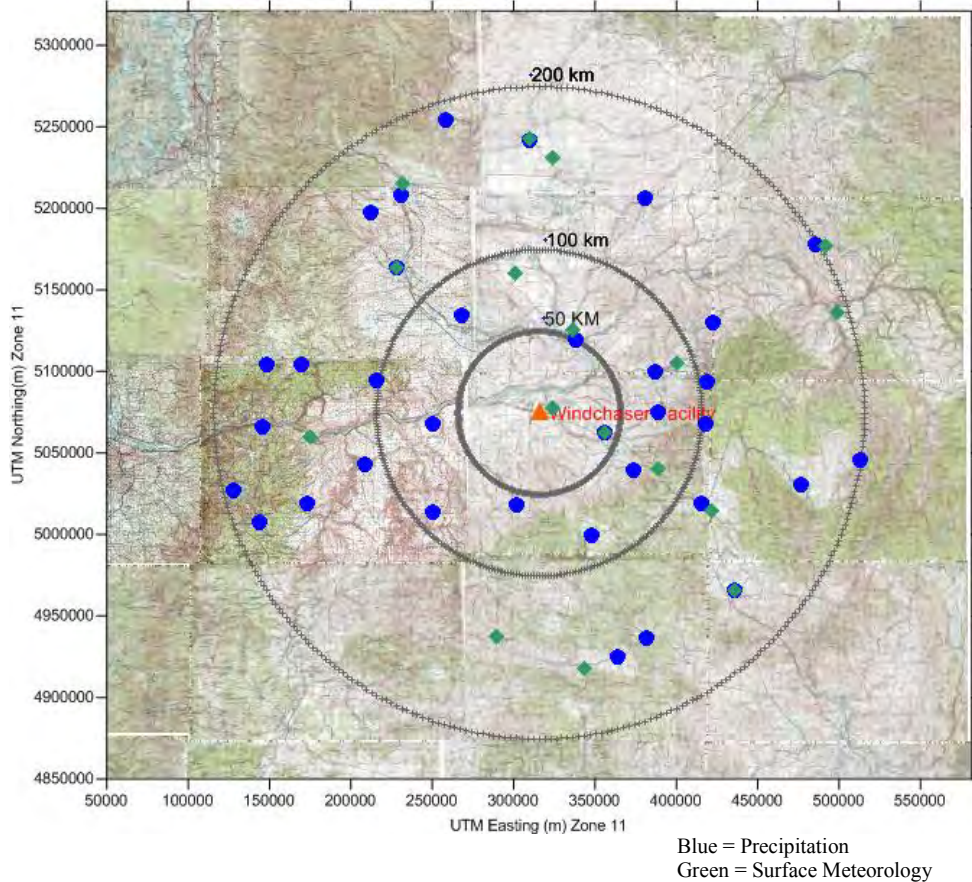 5300000
200 km
5250000
5200000
100 km
5150000
50 KM
5100000
Windchaser Facility
5050000
5000000
4950000
4900000
4850000
UTM Northing(m) Zone 11
50000 100000 150000 200000 250000 300000 350000 400000 450000 500000 550000
UTM Easting (m) Zone 11
Blue = Precipitation
Green = Surface Meteorology